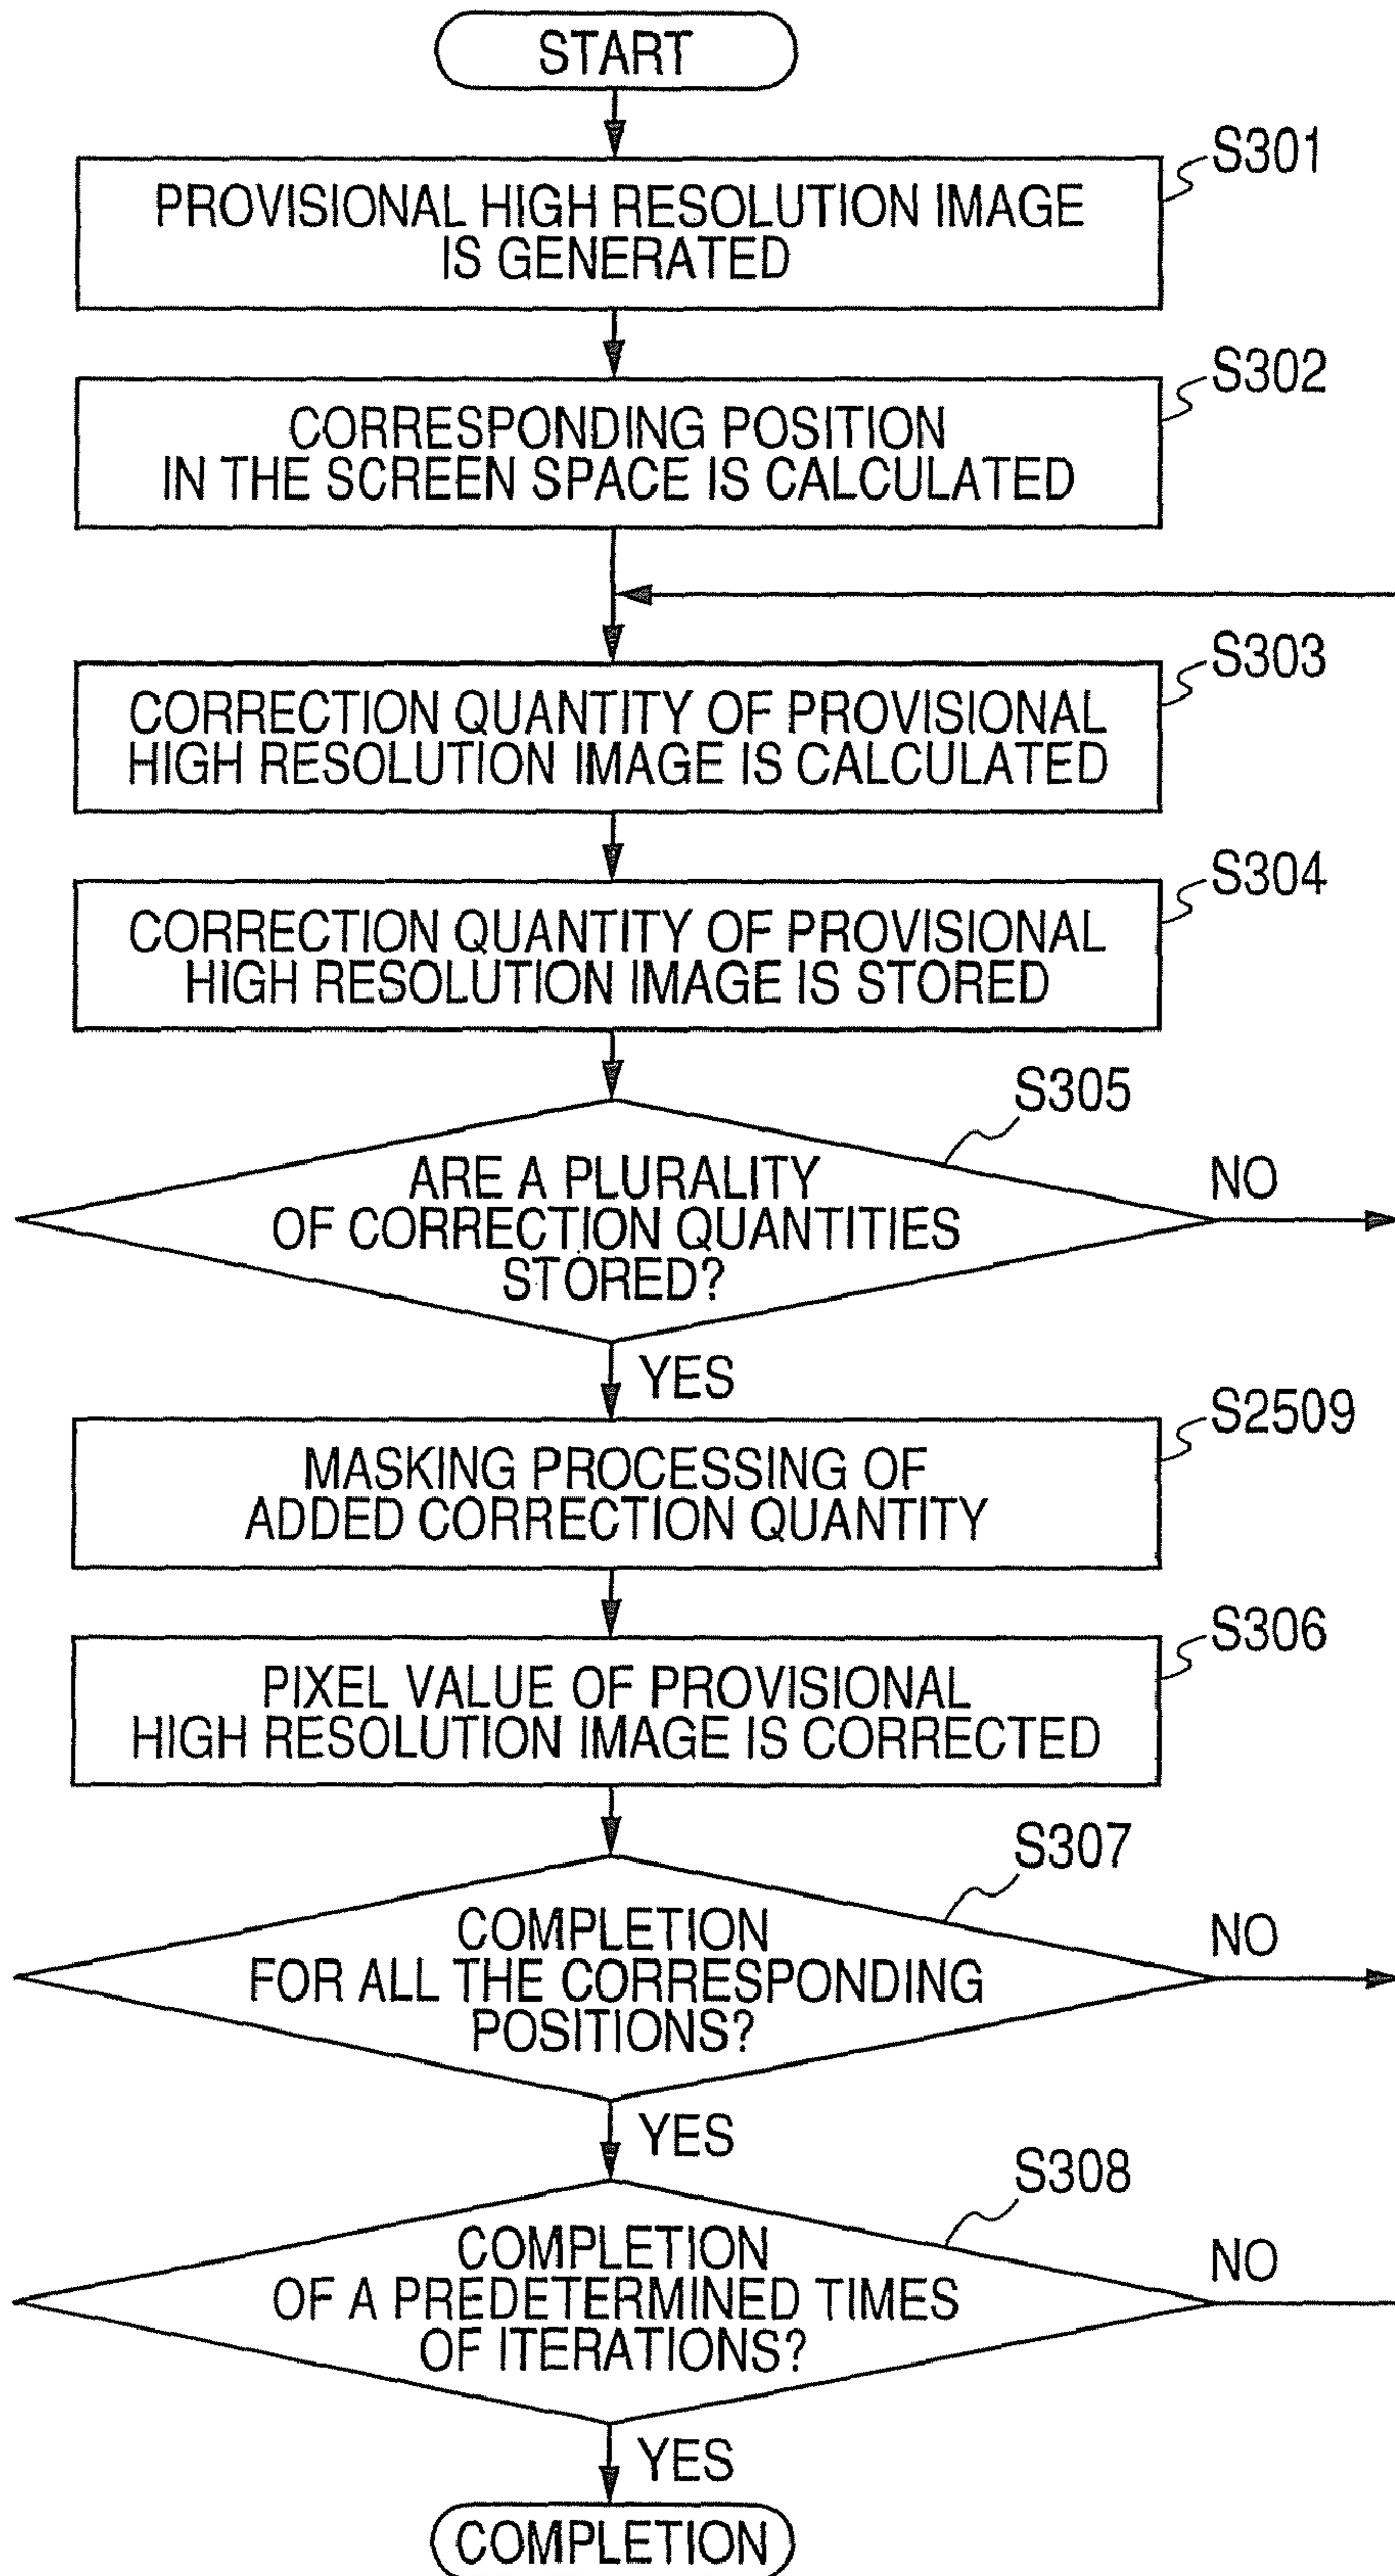 START
S301
PROVISIONAL HIGH RESOLUTION IMAGE
IS GENERATED
S302
CORRESPONDING POSITION
IN THE SCREEN SPACE IS CALCULATED
S303
CORRECTION QUANTITY OF PROVISIONAL
HIGH RESOLUTION IMAGE IS CALCULATED
S304
CORRECTION QUANTITY OF PROVISIONAL
HIGH RESOLUTION IMAGE IS STORED
S305
ARE A PLURALITY
OF CORRECTION QUANTITIES
STORED?
NO
YES
S2509
MASKING PROCESSING OF
ADDED CORRECTION QUANTITY
S306
PIXEL VALUE OF PROVISIONAL
HIGH RESOLUTION IMAGE IS CORRECTED
S307
COMPLETION
FOR ALL THE CORRESPONDING
POSITIONS?
NO
YES
S308
COMPLETION
OF A PREDETERMINED TIMES
OF ITERATIONS?
NO
YES
COMPLETION